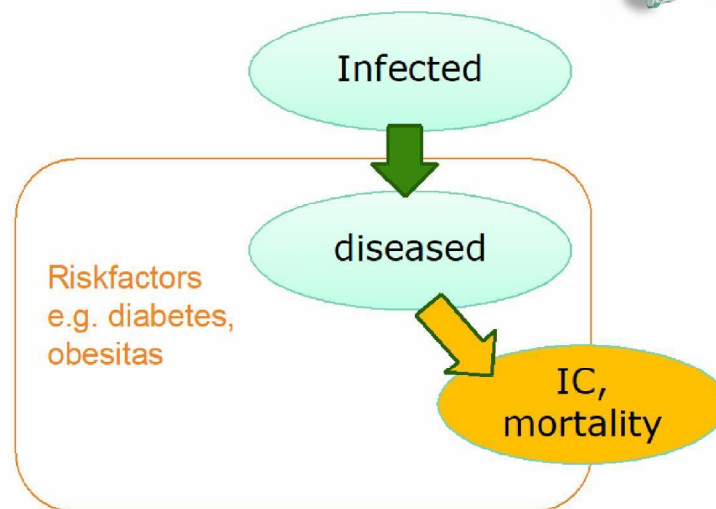 Infected
diseased
Riskfactors
e.g. diabetes,
obesitas
IC,
mortality